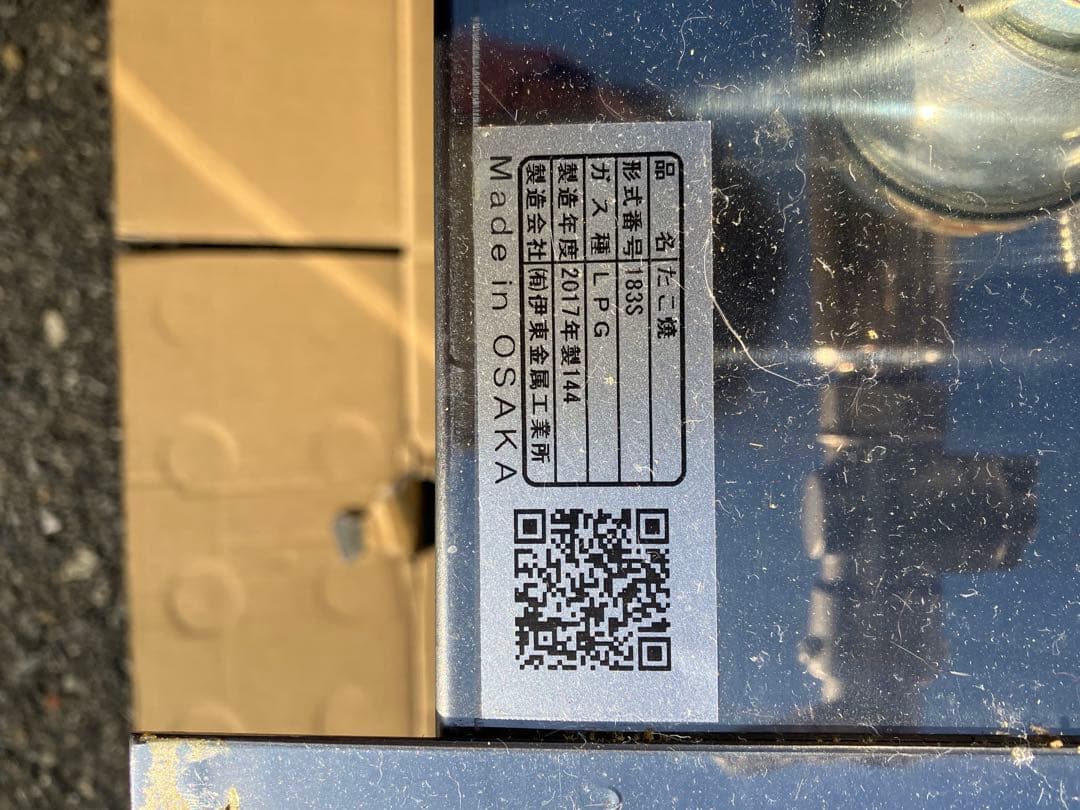 品名 たこ焼
形式番号 183S
ガス種 LPG
製造年度 2017年製144
製造会社 ㈲伊東金属工業所
Made in OSAKA